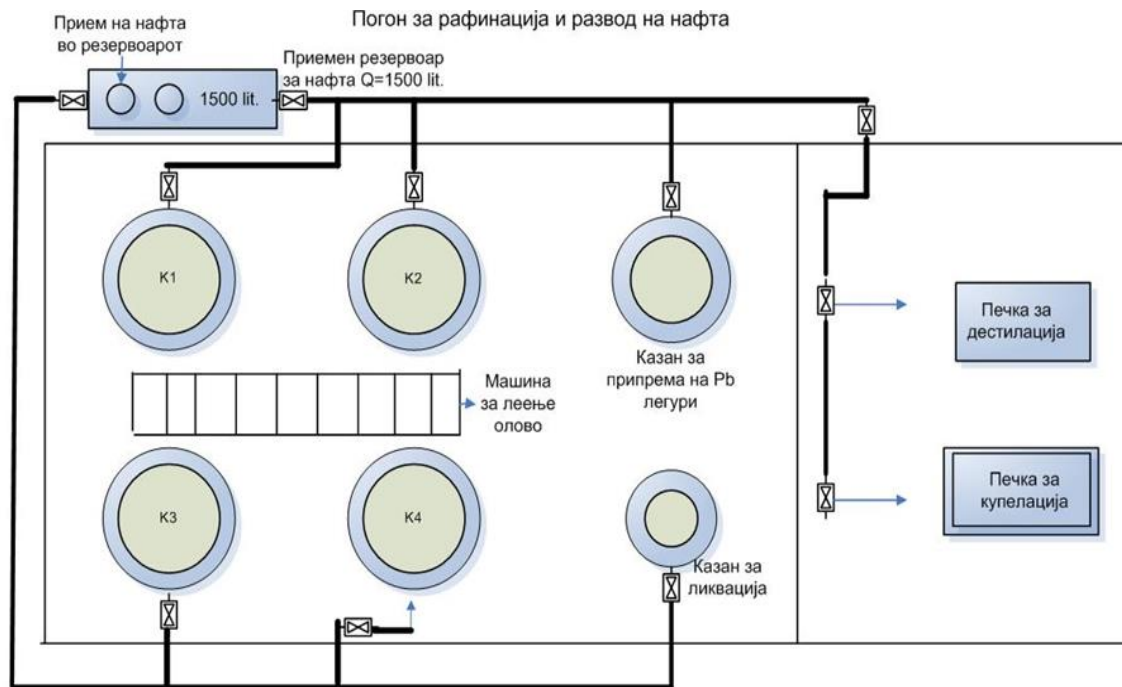 Погон за рафинација и развод на нафта
Прием на нафта
во резервоарот
Приемен резервоар
за нафта Q=1500 lit.
1500 lit.
K1
K2
Казан за
припрема на Pb
легури
Печка за
дестилација
Машина
за леење
олово
K3
K4
Казан за
ликвација
Печка за
купелација